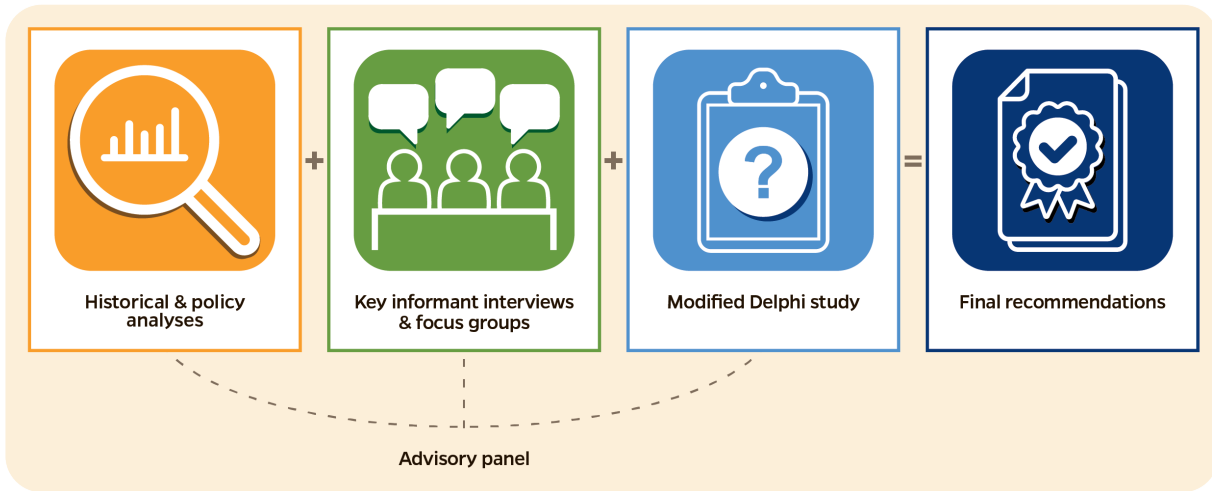 Historical & policy
analyses
+
Key informant interviews
& focus groups
+
?
Modified Delphi study
=
Final recommendations
Advisory panel